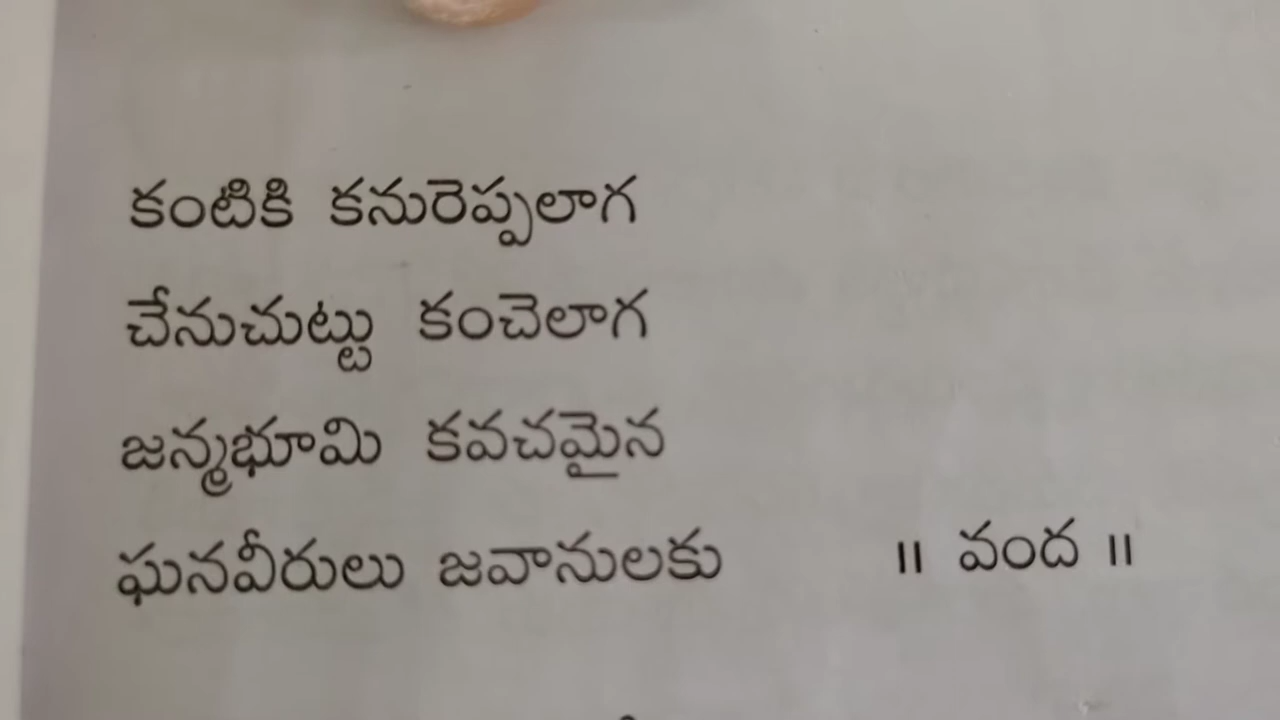 కంటికి కనురెప్పలాగ
చేనుచుట్టు కంచెలాగ
జన్మభూమి కవచమైన
ఘనవీరులు జవానులకు ॥ వంద ॥